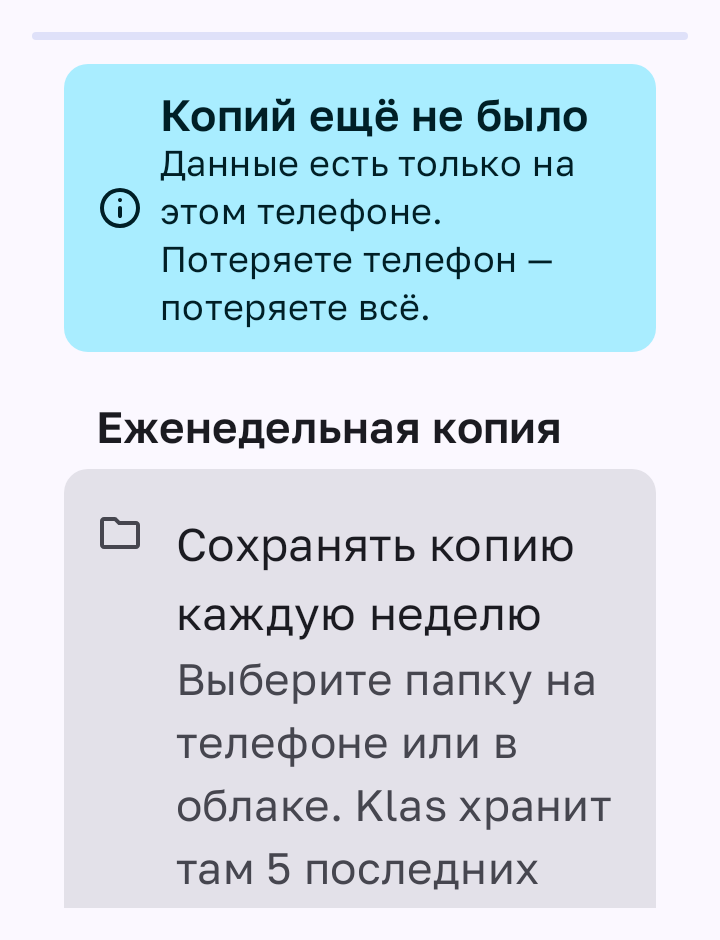 Копий ещё не было
Данные есть только на
этом телефоне.
Потеряете телефон —
потеряете всё.
Еженедельная копия
Сохранять копию
каждую неделю
Выберите папку на
телефоне или в
облаке. Klas хранит
там 5 последних